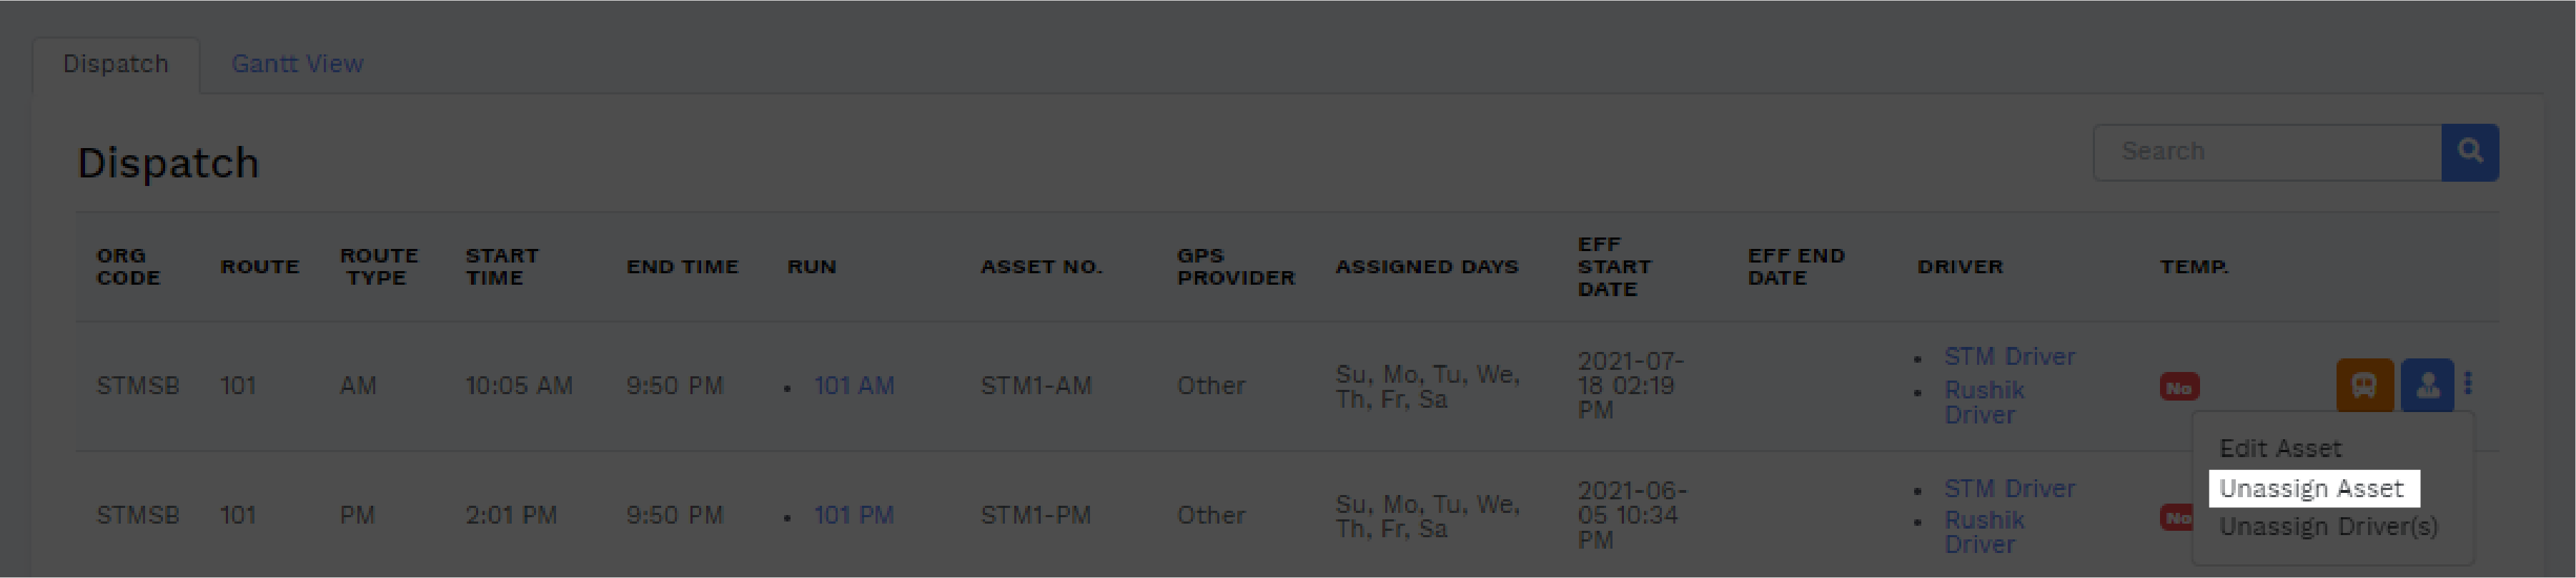 Dispatch Gantt View
Dispatch
Search
ORG CODE ROUTE ROUTE TYPE START TIME END TIME RUN ASSET NO. GPS PROVIDER ASSIGNED DAYS EFF START DATE EFF END DATE DRIVER TEMP.
STMSB 101 AM 10:05 AM 9:50 PM • 101 AM STM1-AM Other Su, Mo, Tu, We, Th, Fr, Sa 2021-07-18 02:19 PM • STM Driver • Rushik Driver No
Edit Asset
Unassign Asset
Unassign Driver(s)
STMSB 101 PM 2:01 PM 9:50 PM • 101 PM STM1-PM Other Su, Mo, Tu, We, Th, Fr, Sa 2021-06-05 10:34 PM • STM Driver • Rushik Driver No